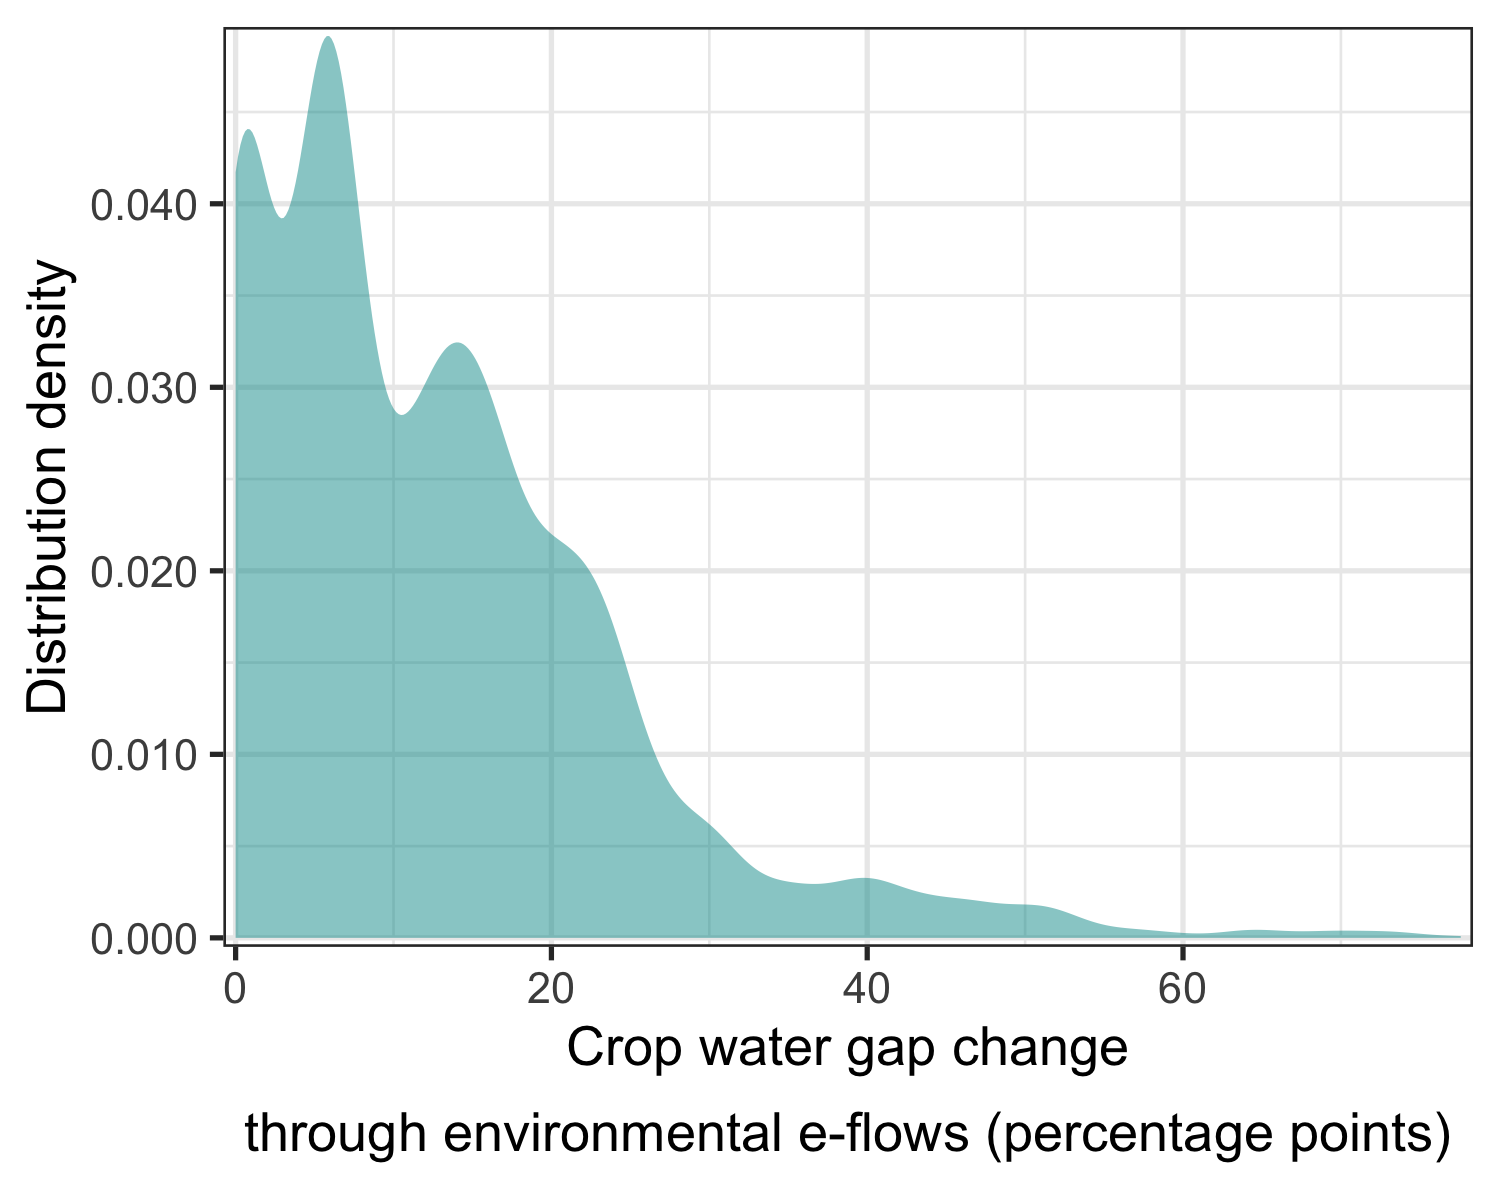 Distribution density
0.040
0.030
0.020
0.010
0.000
0 20 40 60
Crop water gap change
through environmental e-flows (percentage points)